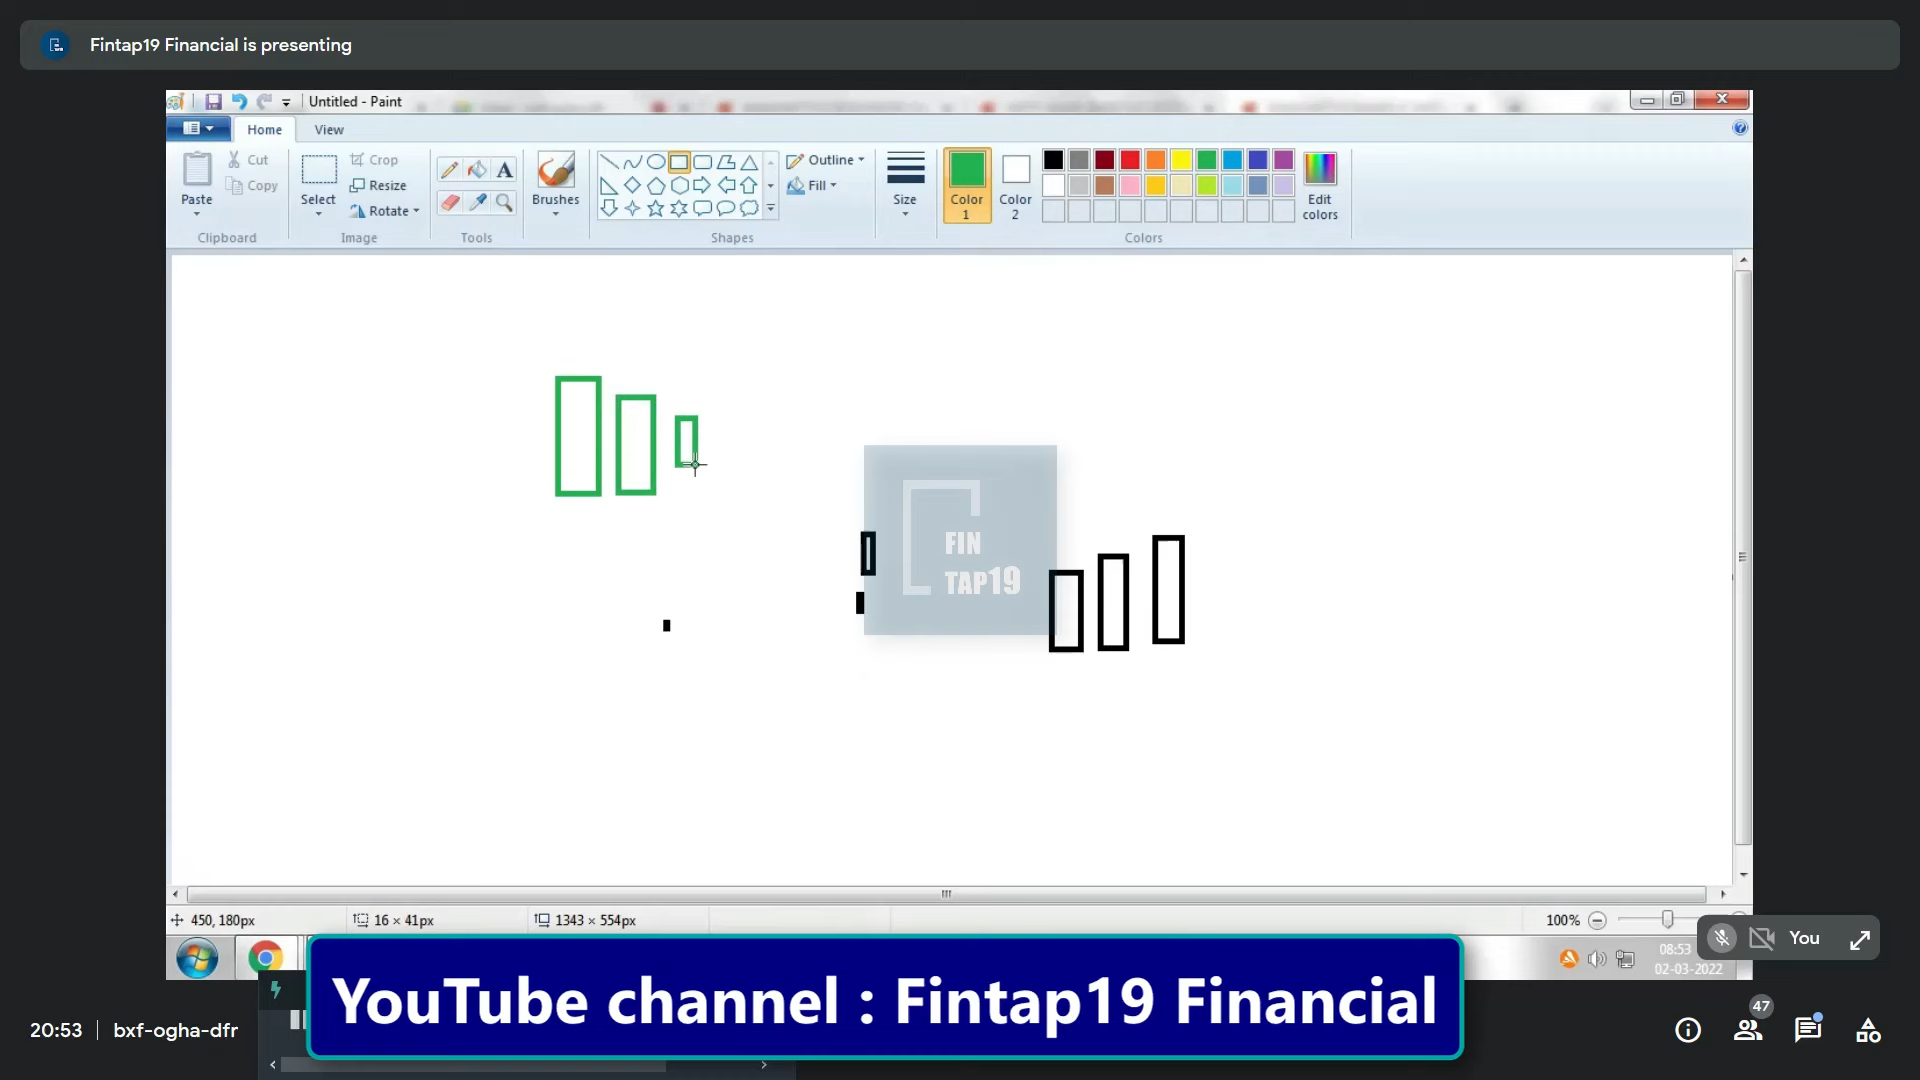 Fintap19 Financial is presenting
Untitled - Paint
Home View
Paste
Cut
Copy
Clipboard
Select
Crop
Resize
Rotate
Image
A
Tools
Brushes
Shapes
Outline
Fill
Size
Color 1
Color 2
Edit colors
Colors
FIN
TAP19
450, 180px 16 × 41px 1343 × 554px 100%
08:53
02-03-2022
You
YouTube channel : Fintap19 Financial
20:53 | bxf-ogha-dfr
47